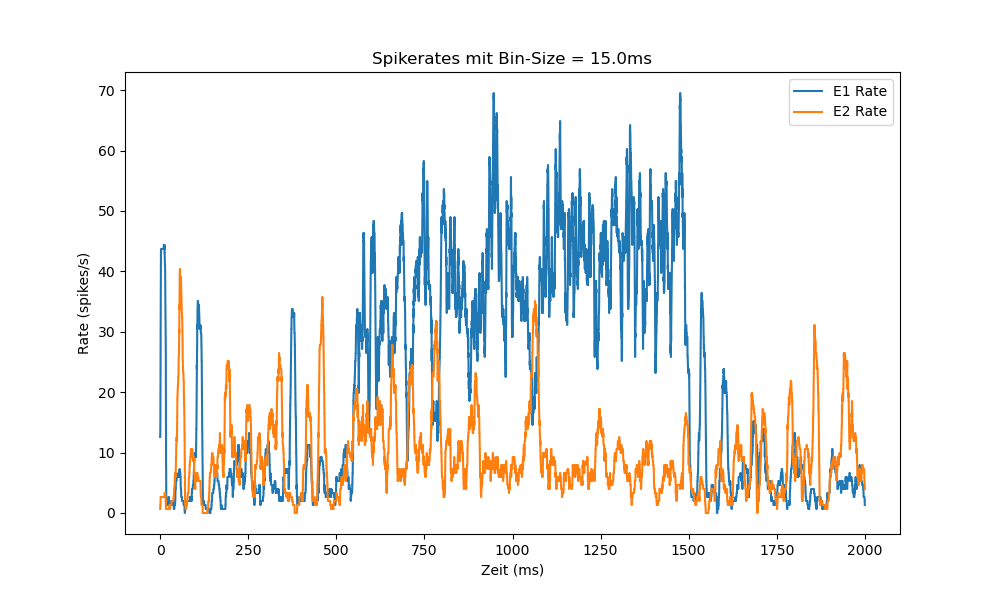 Spikerates mit Bin-Size = 15.0ms
E1 Rate
E2 Rate
70
60
50
40
30
20
10
0
Rate (spikes/s)
0 250 500 750 1000 1250 1500 1750 2000
Zeit (ms)